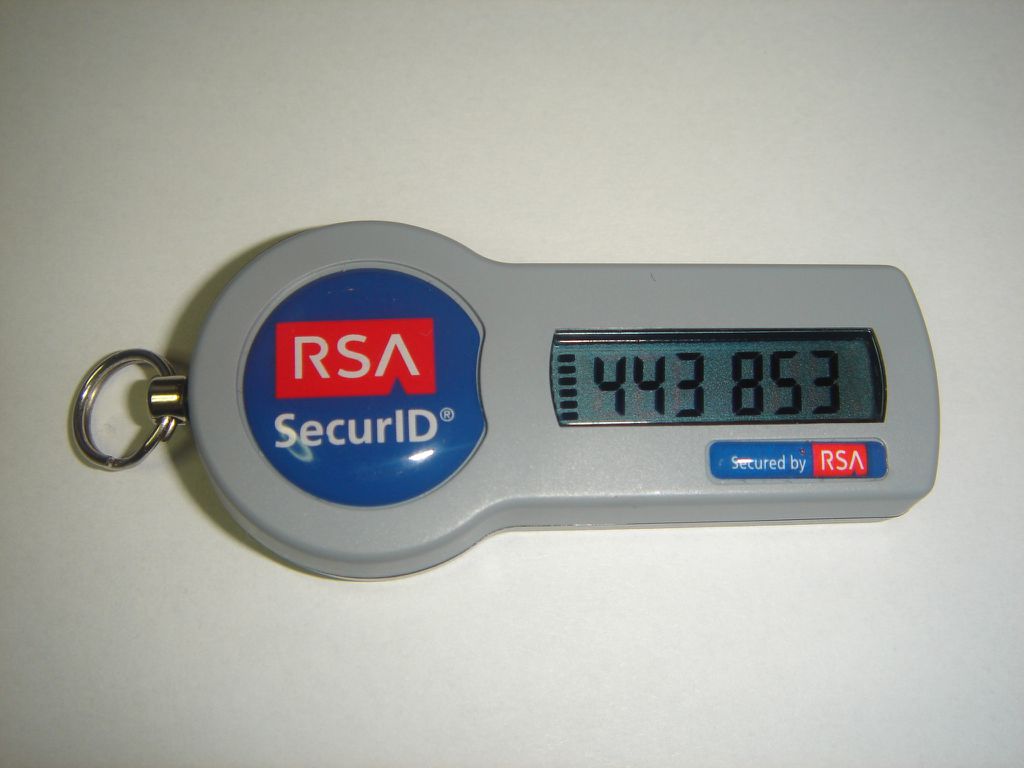 RSA
SecurID®
443 853
Secured by RSA